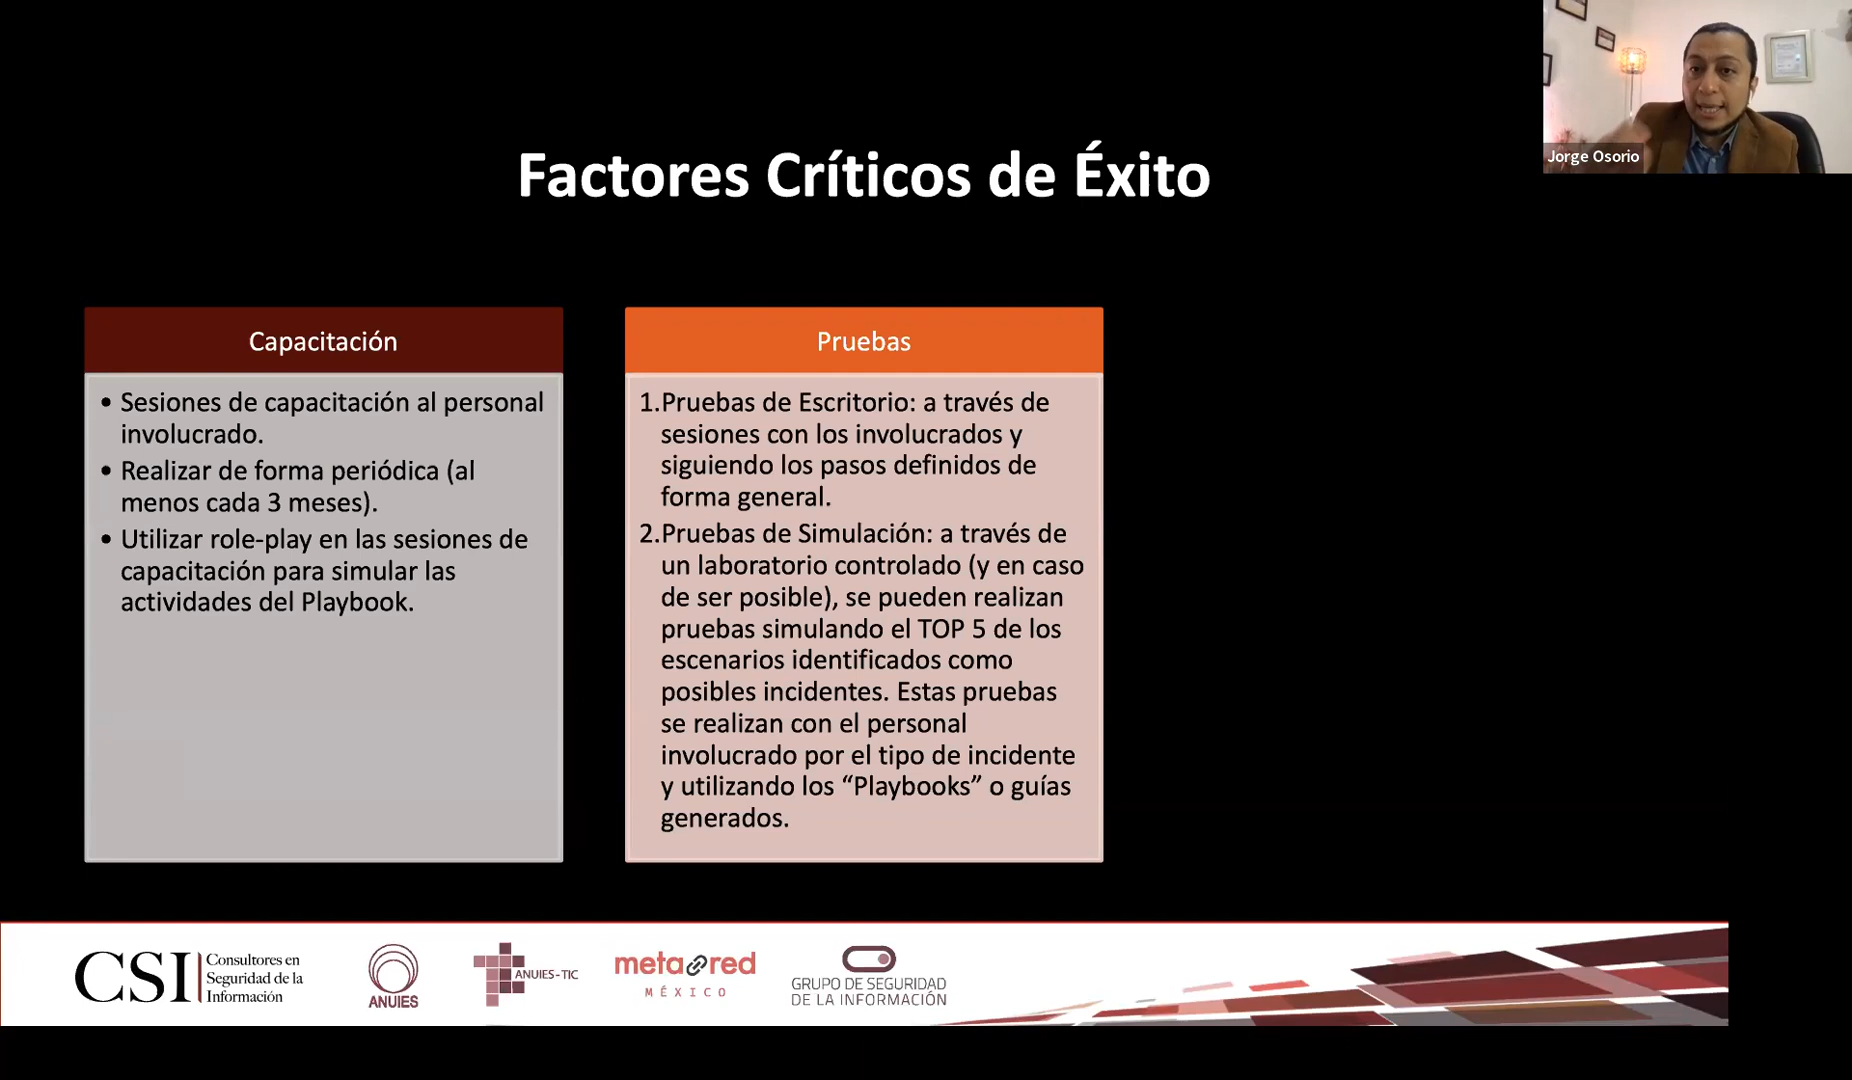 Jorge Osorio
Factores Críticos de Éxito
Capacitación
• Sesiones de capacitación al personal
involucrado.
• Realizar de forma periódica (al
menos cada 3 meses).
• Utilizar role-play en las sesiones de
capacitación para simular las
actividades del Playbook.
Pruebas
1.Pruebas de Escritorio: a través de
sesiones con los involucrados y
siguiendo los pasos definidos de
forma general.
2.Pruebas de Simulación: a través de
un laboratorio controlado (y en caso
de ser posible), se pueden realizan
pruebas simulando el TOP 5 de los
escenarios identificados como
posibles incidentes. Estas pruebas
se realizan con el personal
involucrado por el tipo de incidente
y utilizando los “Playbooks” o guías
generados.
CSI
Consultores en
Seguridad de la
Información
ANUIES
ANUIES-TIC
metared
MÉXICO
GRUPO DE SEGURIDAD
DE LA INFORMACIÓN